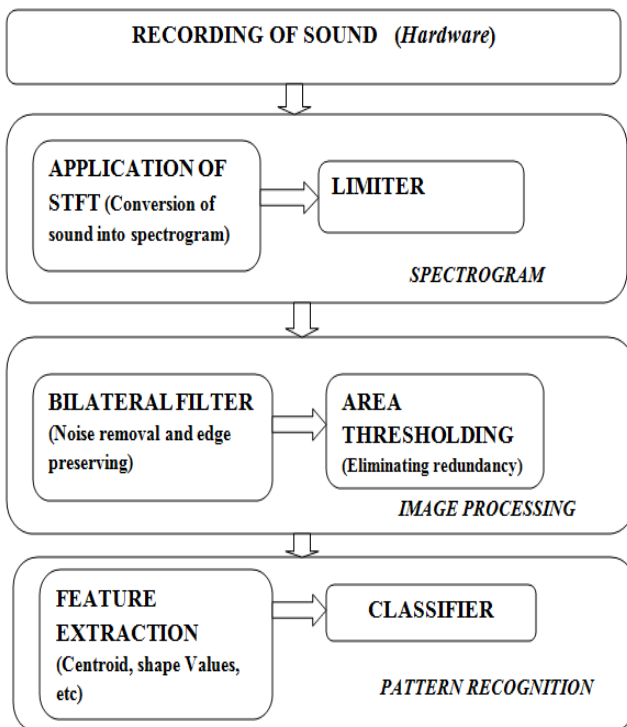 RECORDING OF SOUND (Hardware)
APPLICATION OF
STFT (Conversion of
sound into spectrogram)
LIMITER
SPECTROGRAM
BILATERAL FILTER
(Noise removal and edge
preserving)
AREA
THRESHOLDING
(Eliminating redundancy)
IMAGE PROCESSING
FEATURE
EXTRACTION
(Centroid, shape Values,
etc)
CLASSIFIER
PATTERN RECOGNITION